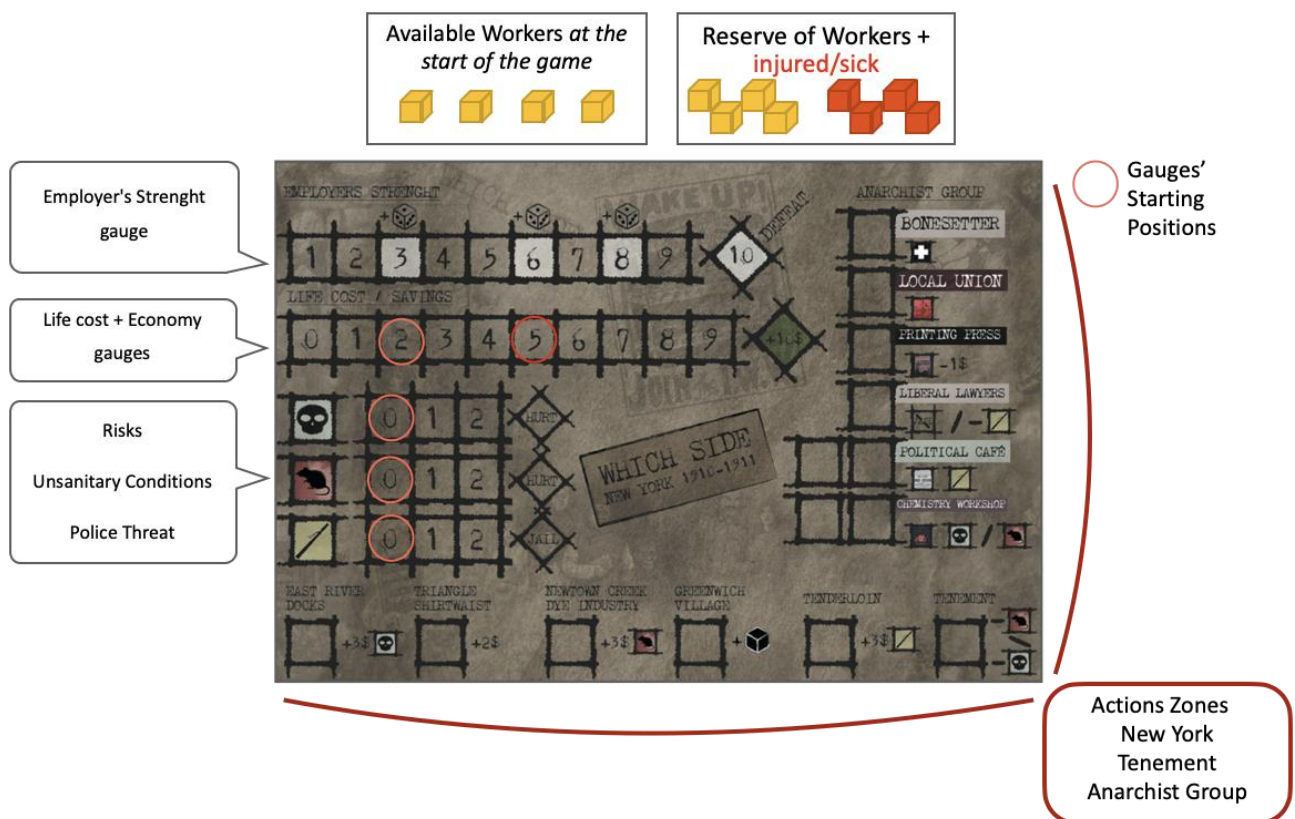 Available Workers at the
start of the game
Reserve of Workers +
injured/sick
Employer's Strenght
gauge
Life cost + Economy
gauges
Risks
Unsanitary Conditions
Police Threat
Gauges’
Starting
Positions
EMPLOYERS STRENGHT
+ + +
1 2 3 4 5 6 7 8 9 10
DEFEAT
LIFE COST / SAVINGS
0 1 2 3 4 5 6 7 8 9 +10$
0 1 2 HURT
0 1 2 HURT
0 1 2 JAIL
WAKE UP!
JOIN THE I.W.W.
WHICH SIDE
NEW YORK 1910-1911
ANARCHIST GROUP
BONESETTER
LOCAL UNION
PRINTING PRESS
-1$
LIBERAL LAWYERS
/ -
POLITICAL CAFÉ
CHEMISTRY WORKSHOP
/
EAST RIVER
DOCKS
+3$
TRIANGLE
SHIRTWAIST
+2$
NEWTOWN CREEK
DYE INDUSTRY
+3$
GREENWICH
VILLAGE
+
TENDERLOIN
+3$
TENEMENT
-
/
-
Actions Zones
New York
Tenement
Anarchist Group